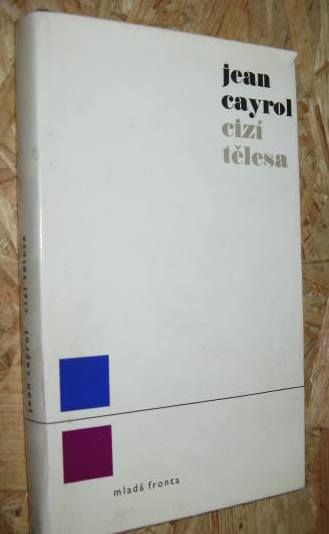 jean
cayrol
cizí
tělesa
jean cayrol cizí tělesa
mladá fronta